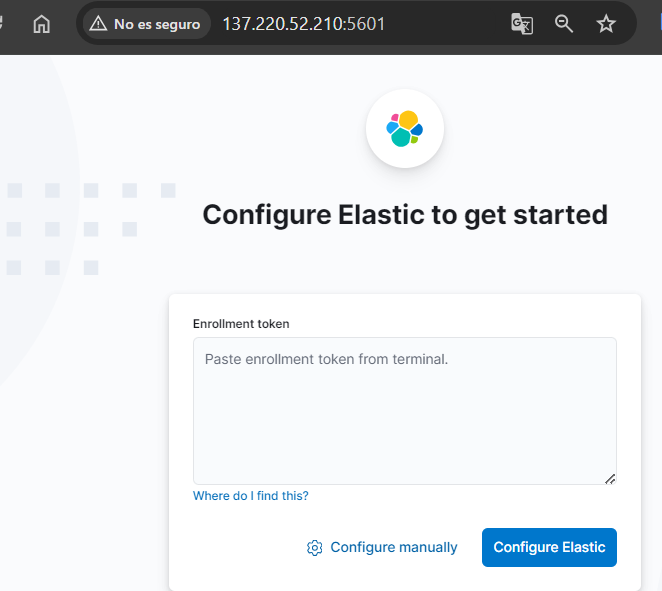 No es seguro
137.220.52.210:5601
Configure Elastic to get started
Enrollment token
Paste enrollment token from terminal.
Where do I find this?
Configure manually
Configure Elastic